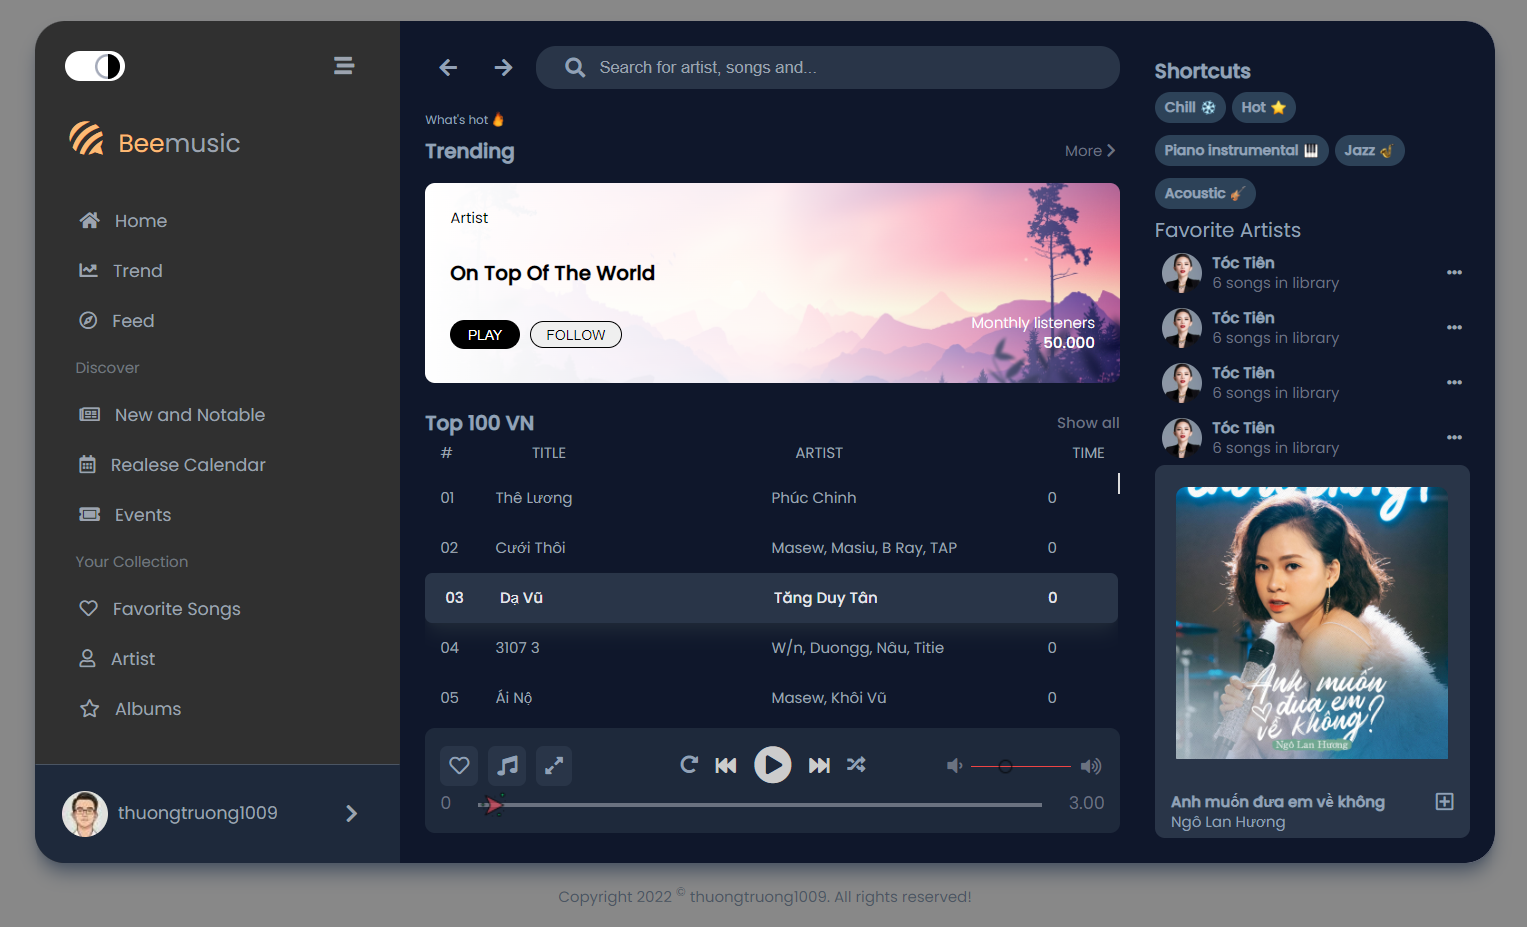 Beemusic
Home
Trend
Feed
Discover
New and Notable
Realese Calendar
Events
Your Collection
Favorite Songs
Artist
Albums
thuongtruong1009
Search for artist, songs and...
What's hot 🔥
Trending
More
Artist
On Top Of The World
PLAY
FOLLOW
Monthly listeners
50.000
Top 100 VN
Show all
# TITLE ARTIST TIME
01 Thê Lương Phúc Chinh 0
02 Cưới Thôi Masew, Masiu, B Ray, TAP 0
03 Dạ Vũ Tăng Duy Tân 0
04 3107 3 W/n, Duongg, Nâu, Titie 0
05 Ái Nộ Masew, Khôi Vũ 0
0
3.00
Shortcuts
Chill ❄️ Hot ⭐
Piano instrumental 🎹 Jazz 🎷
Acoustic 🎻
Favorite Artists
Tóc Tiên
6 songs in library
Tóc Tiên
6 songs in library
Tóc Tiên
6 songs in library
Tóc Tiên
6 songs in library
Anh muốn
đưa em
về không?
Ngô Lan Hương
Anh muốn đưa em về không
Ngô Lan Hương
Copyright 2022 © thuongtruong1009. All rights reserved!